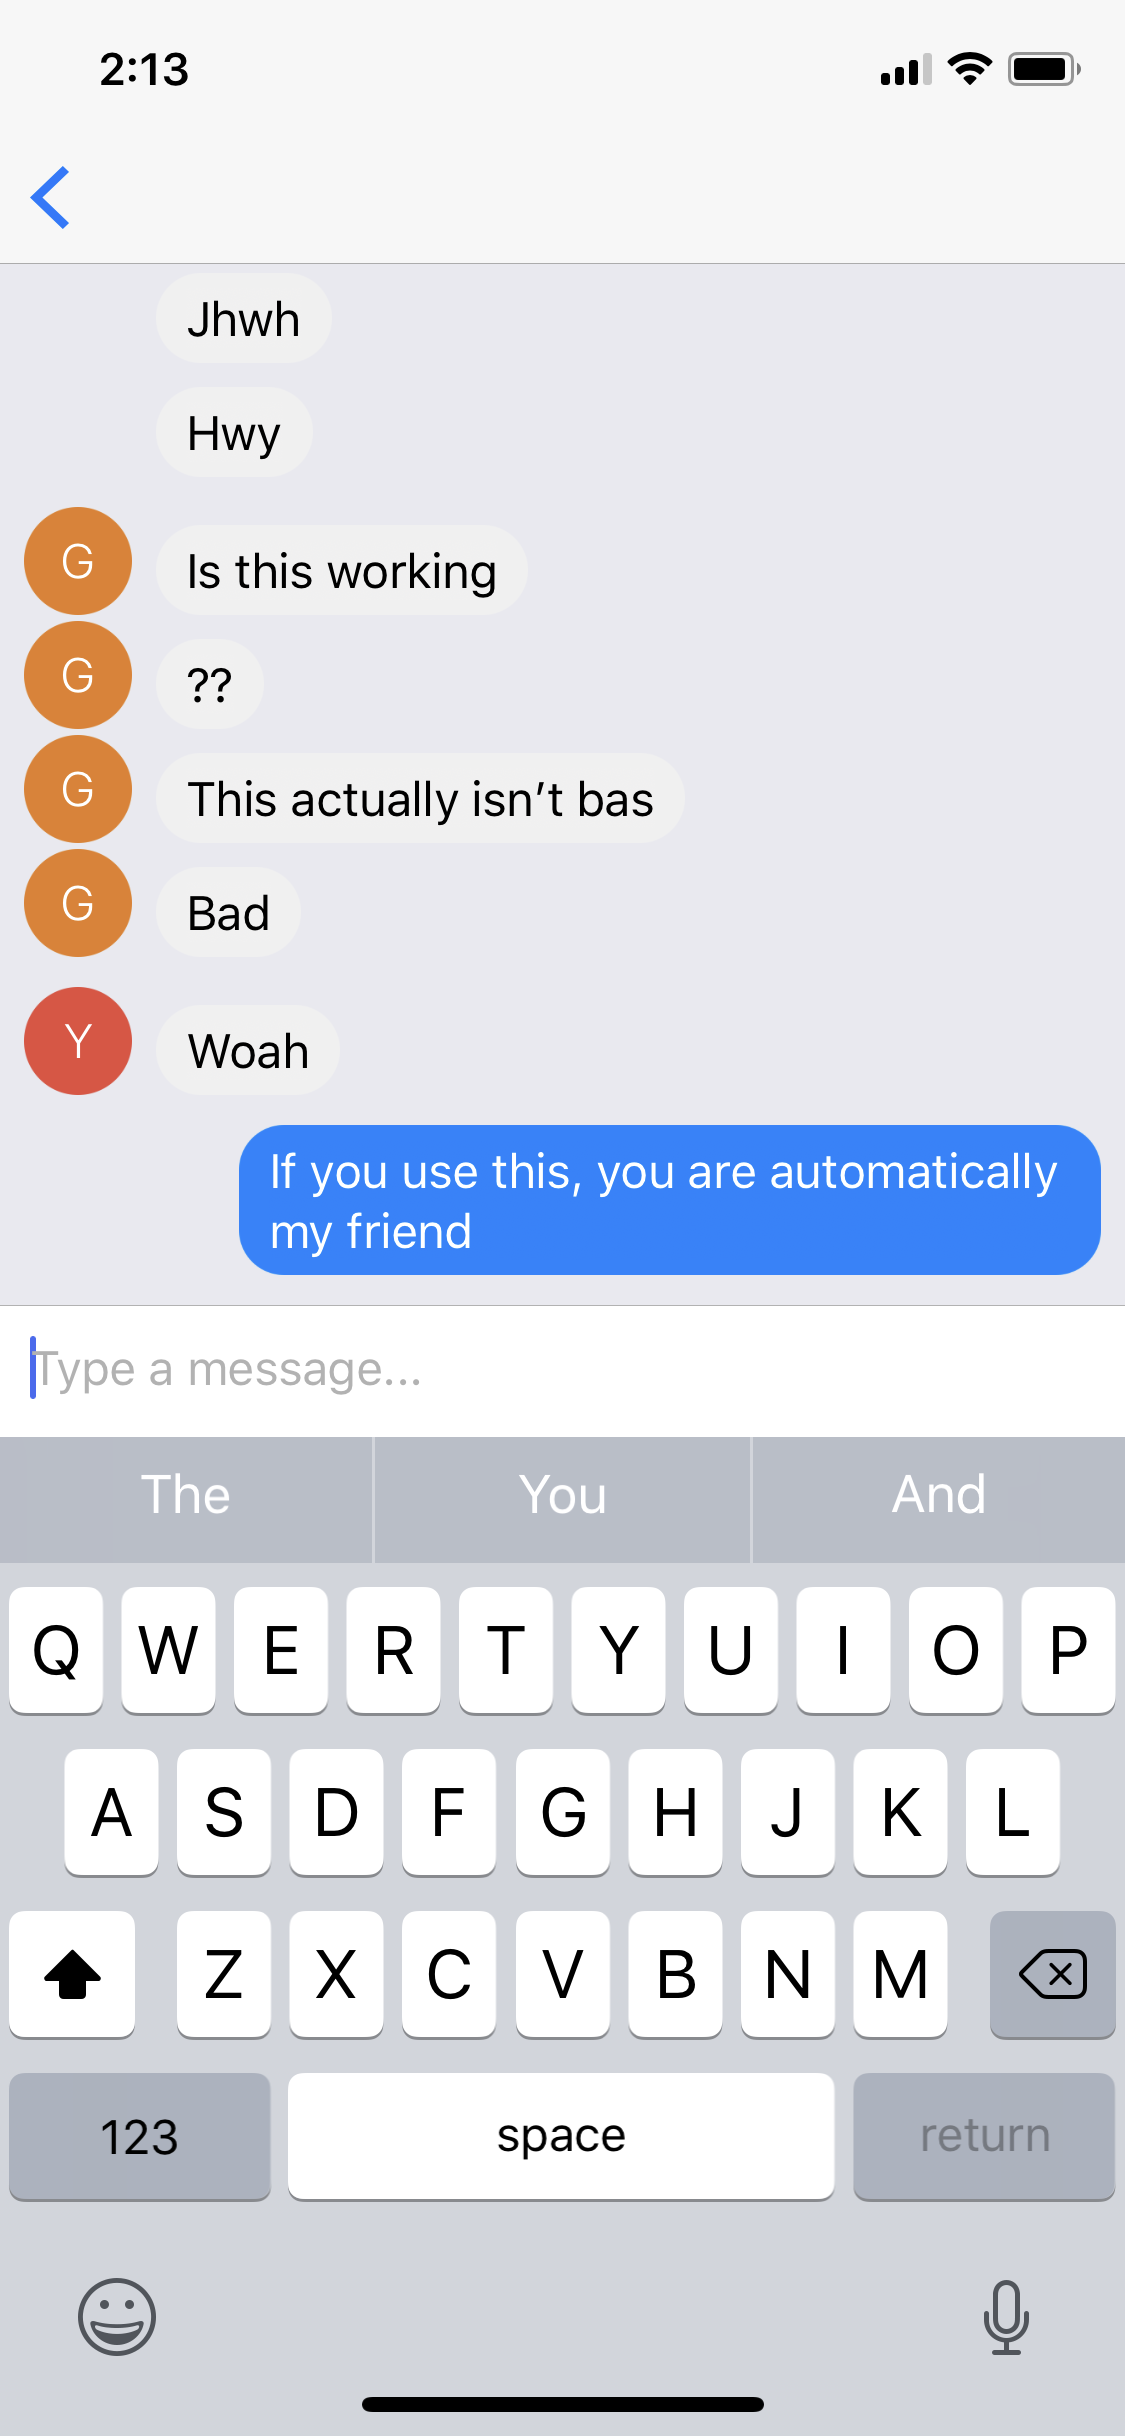 2:13
Jhwh
Hwy
G
Is this working
G
??
G
This actually isn’t bas
G
Bad
Y
Woah
If you use this, you are automatically
my friend
Type a message...
The You And
Q W E R T Y U I O P
A S D F G H J K L
Z X C V B N M
123 space return